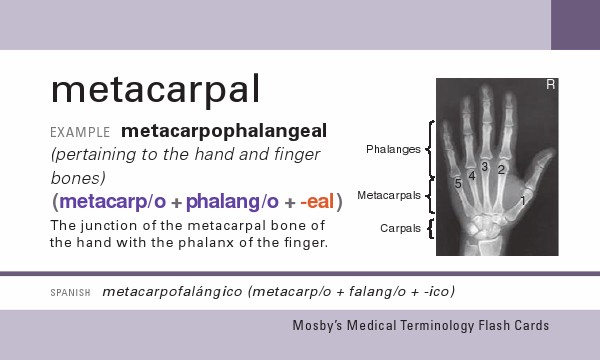 metacarpal
EXAMPLE metacarpophalangeal
(pertaining to the hand and finger
bones)
(metacarp/o + phalang/o + -eal)
The junction of the metacarpal bone of
the hand with the phalanx of the finger.
R
Phalanges
Metacarpals
Carpals
5
4
3
2
1
SPANISH metacarpofalángico (metacarp/o + falang/o + -ico)
Mosby's Medical Terminology Flash Cards